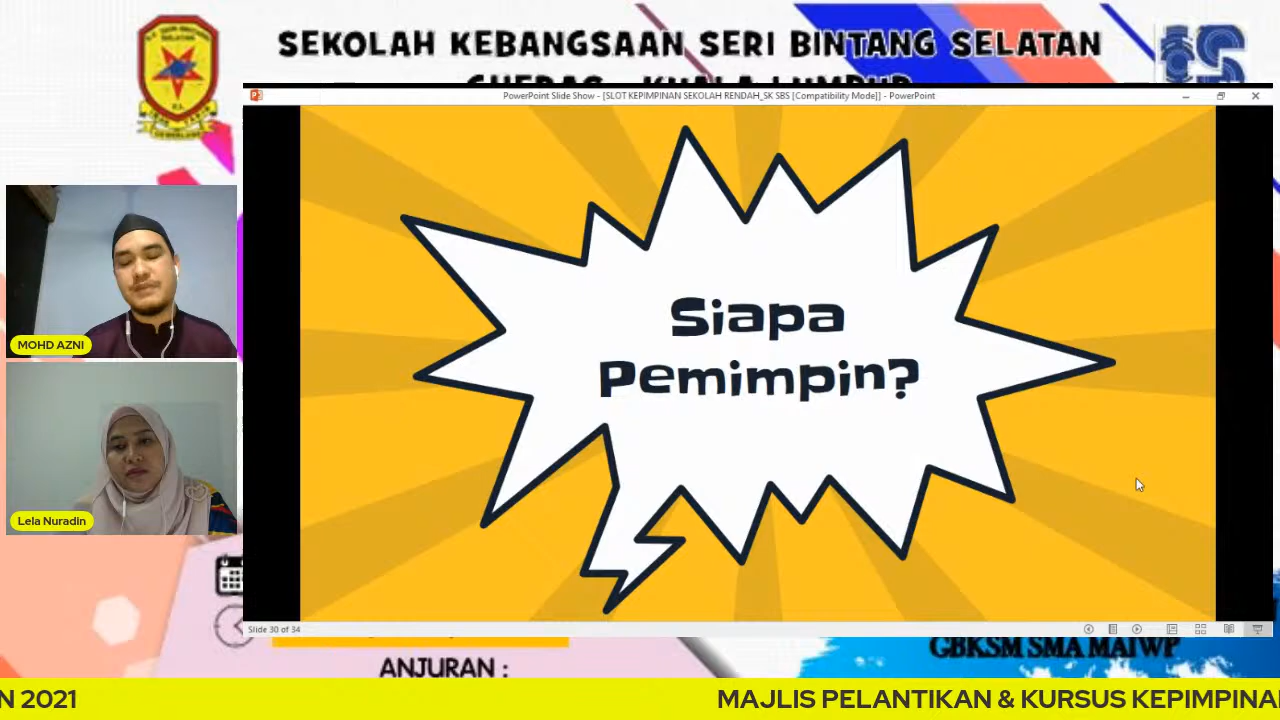 SEKOLAH KEBANGSAAN SERI BINTANG SELATAN
PowerPoint Slide Show - [SLOT KEPIMPINAN SEKOLAH RENDAH_SK SBS [Compatibility Mode]] - PowerPoint
Siapa
Pemimpin?
MOHD AZNI
Lela Nuradin
Slide 30 of 34
GBKSM SMA MAIWP
ANJURAN :
N 2021
MAJLIS PELANTIKAN & KURSUS KEPIMPINA